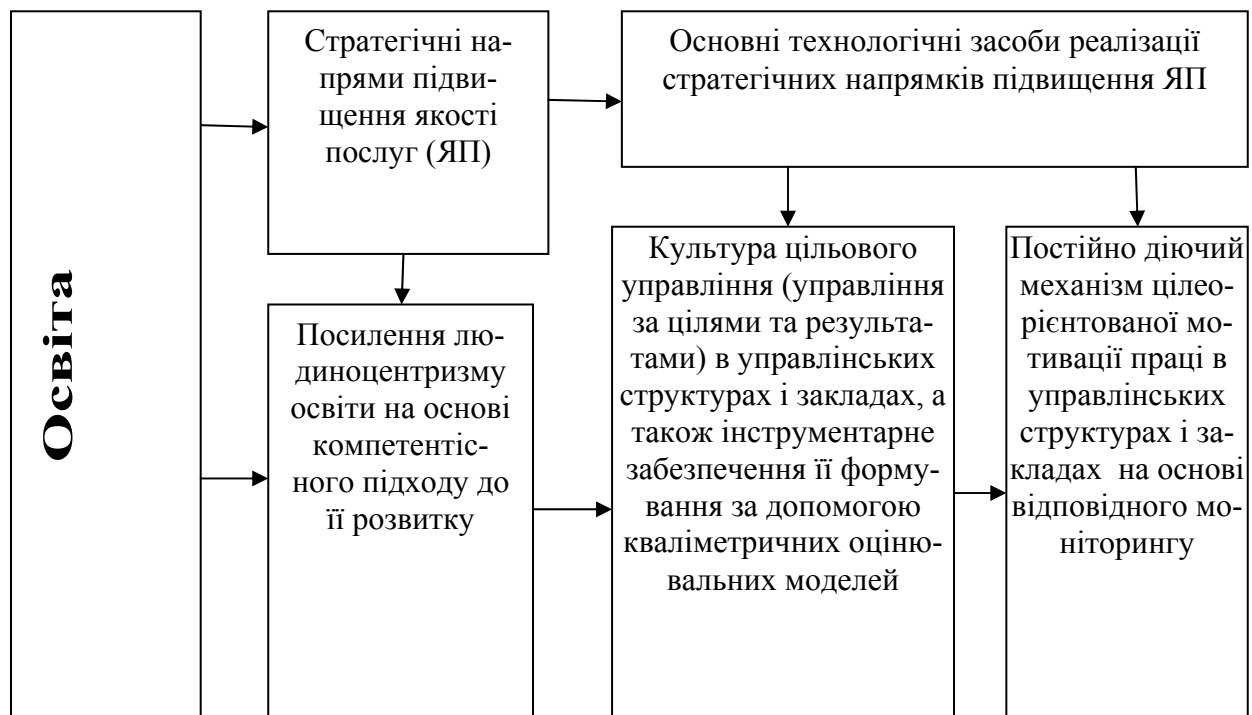 Освіта
Стратегічні на-
прями підви-
щення якості
послуг (ЯП)
Основні технологічні засоби реалізації
стратегічних напрямків підвищення ЯП
Посилення лю-
диноцентризму
освіти на основі
компетентіс-
ного підходу до
її розвитку
Культура цільового
управління (управління
за цілями та результа-
тами) в управлінських
структурах і закладах, а
також інструментарне
забезпечення її форму-
вання за допомогою
кваліметричних оціню-
вальних моделей
Постійно діючий
механізм цілео-
рієнтованої мо-
тивації праці в
управлінських
структурах і за-
кладах на основі
відповідного мо-
ніторингу